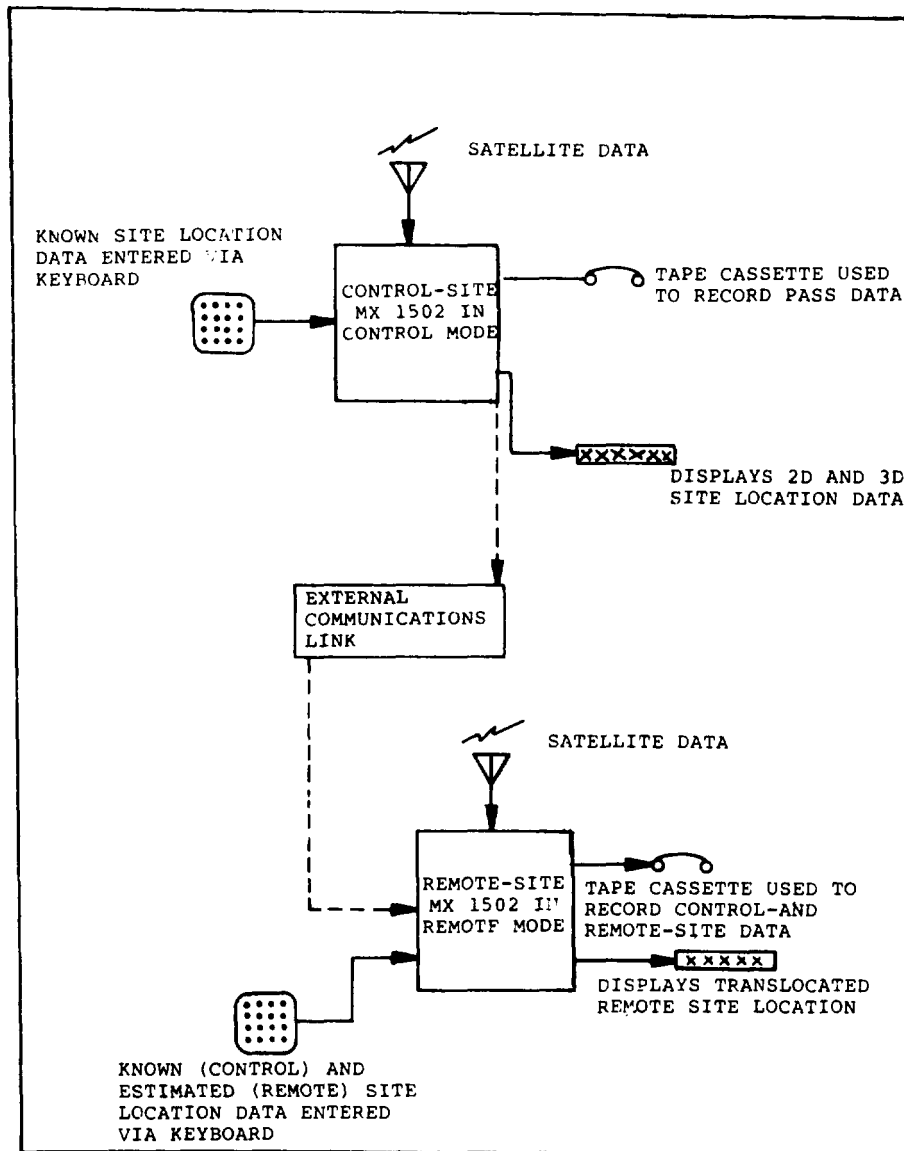 SATELLITE DATA
KNOWN SITE LOCATION
DATA ENTERED VIA
KEYBOARD
CONTROL-SITE
MX 1502 IN
CONTROL MODE
TAPE CASSETTE USED
TO RECORD PASS DATA
XXXXXX
DISPLAYS 2D AND 3D
SITE LOCATION DATA
EXTERNAL
COMMUNICATIONS
LINK
SATELLITE DATA
REMOTE-SITE
MX 1502 IN
REMOTE MODE
TAPE CASSETTE USED TO
RECORD CONTROL-AND
REMOTE-SITE DATA
XXXXX
DISPLAYS TRANSLOCATED
REMOTE SITE LOCATION
KNOWN (CONTROL) AND
ESTIMATED (REMOTE) SITE
LOCATION DATA ENTERED
VIA KEYBOARD